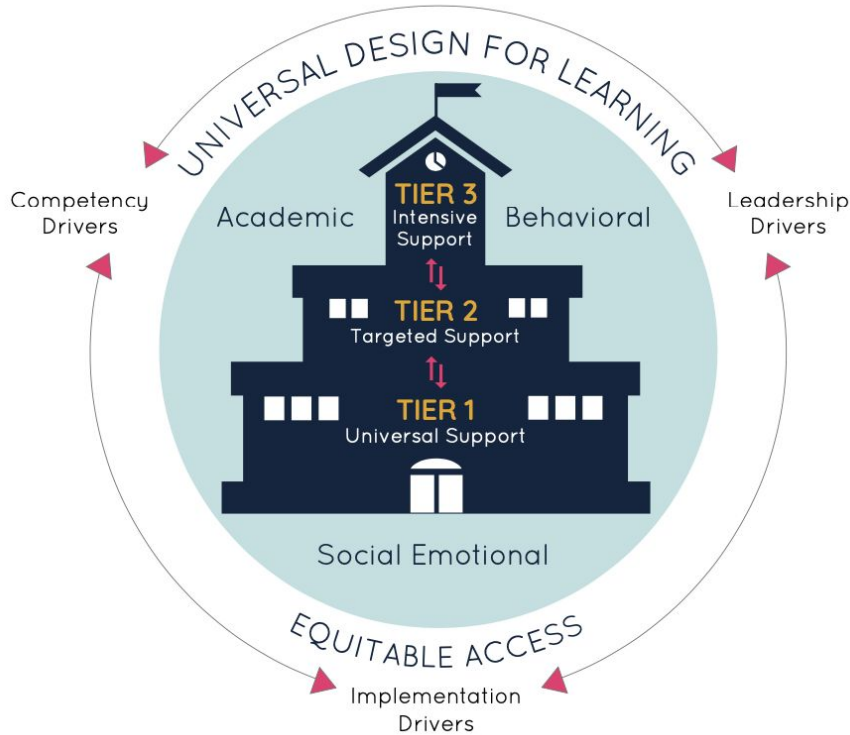 UNIVERSAL DESIGN FOR LEARNING
Competency
Drivers
Leadership
Drivers
Academic
Behavioral
TIER 3
Intensive
Support
TIER 2
Targeted Support
TIER 1
Universal Support
Social Emotional
EQUITABLE ACCESS
Implementation
Drivers